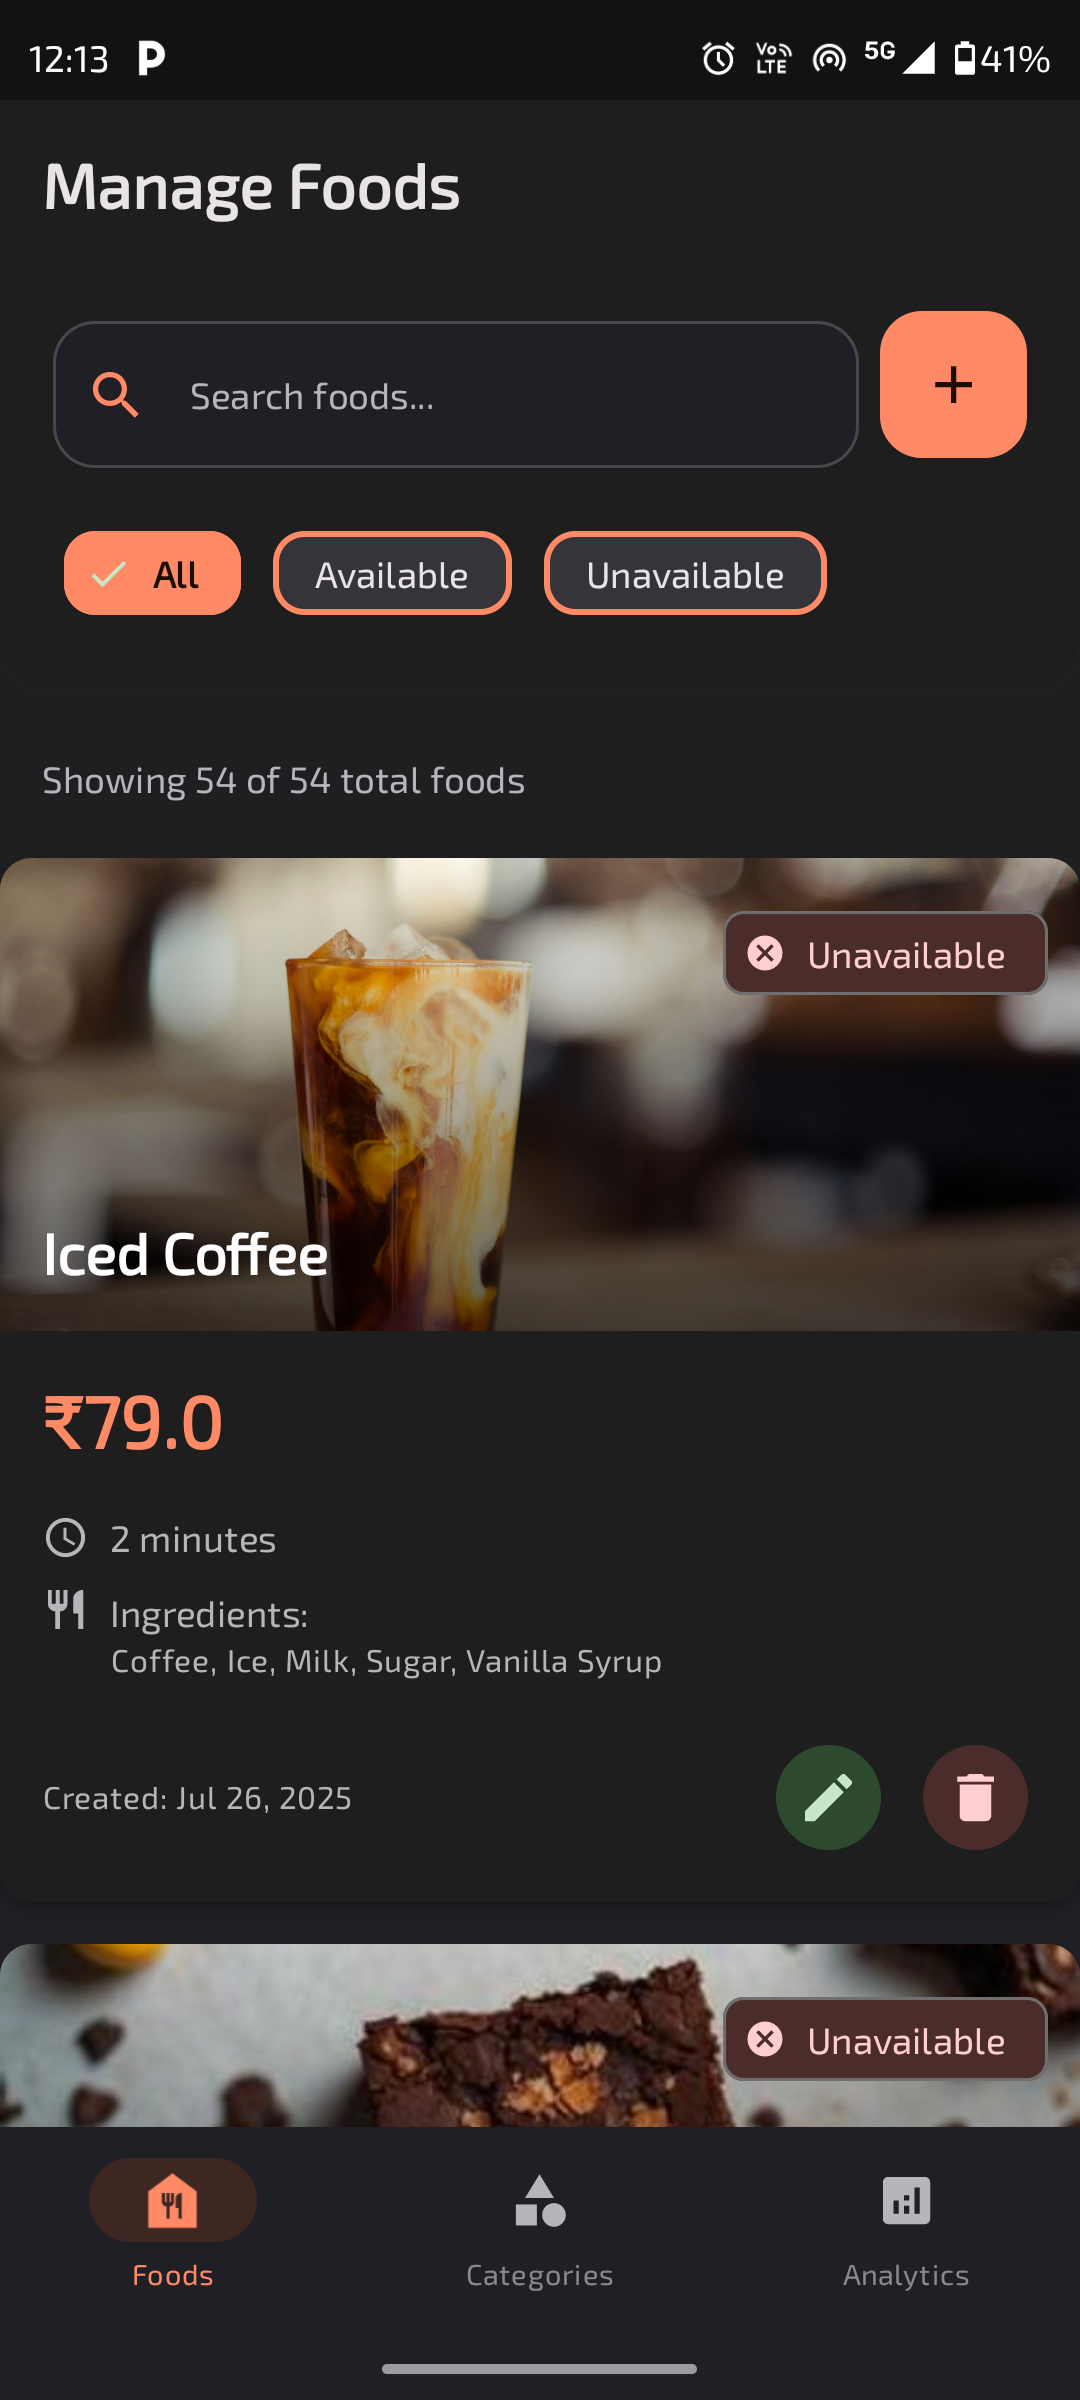 12:13 P VoLTE 5G 41%
Manage Foods
Search foods...
All Available Unavailable
Showing 54 of 54 total foods
Unavailable
Iced Coffee
₹79.0
2 minutes
Ingredients:
Coffee, Ice, Milk, Sugar, Vanilla Syrup
Created: Jul 26, 2025
Unavailable
Foods Categories Analytics